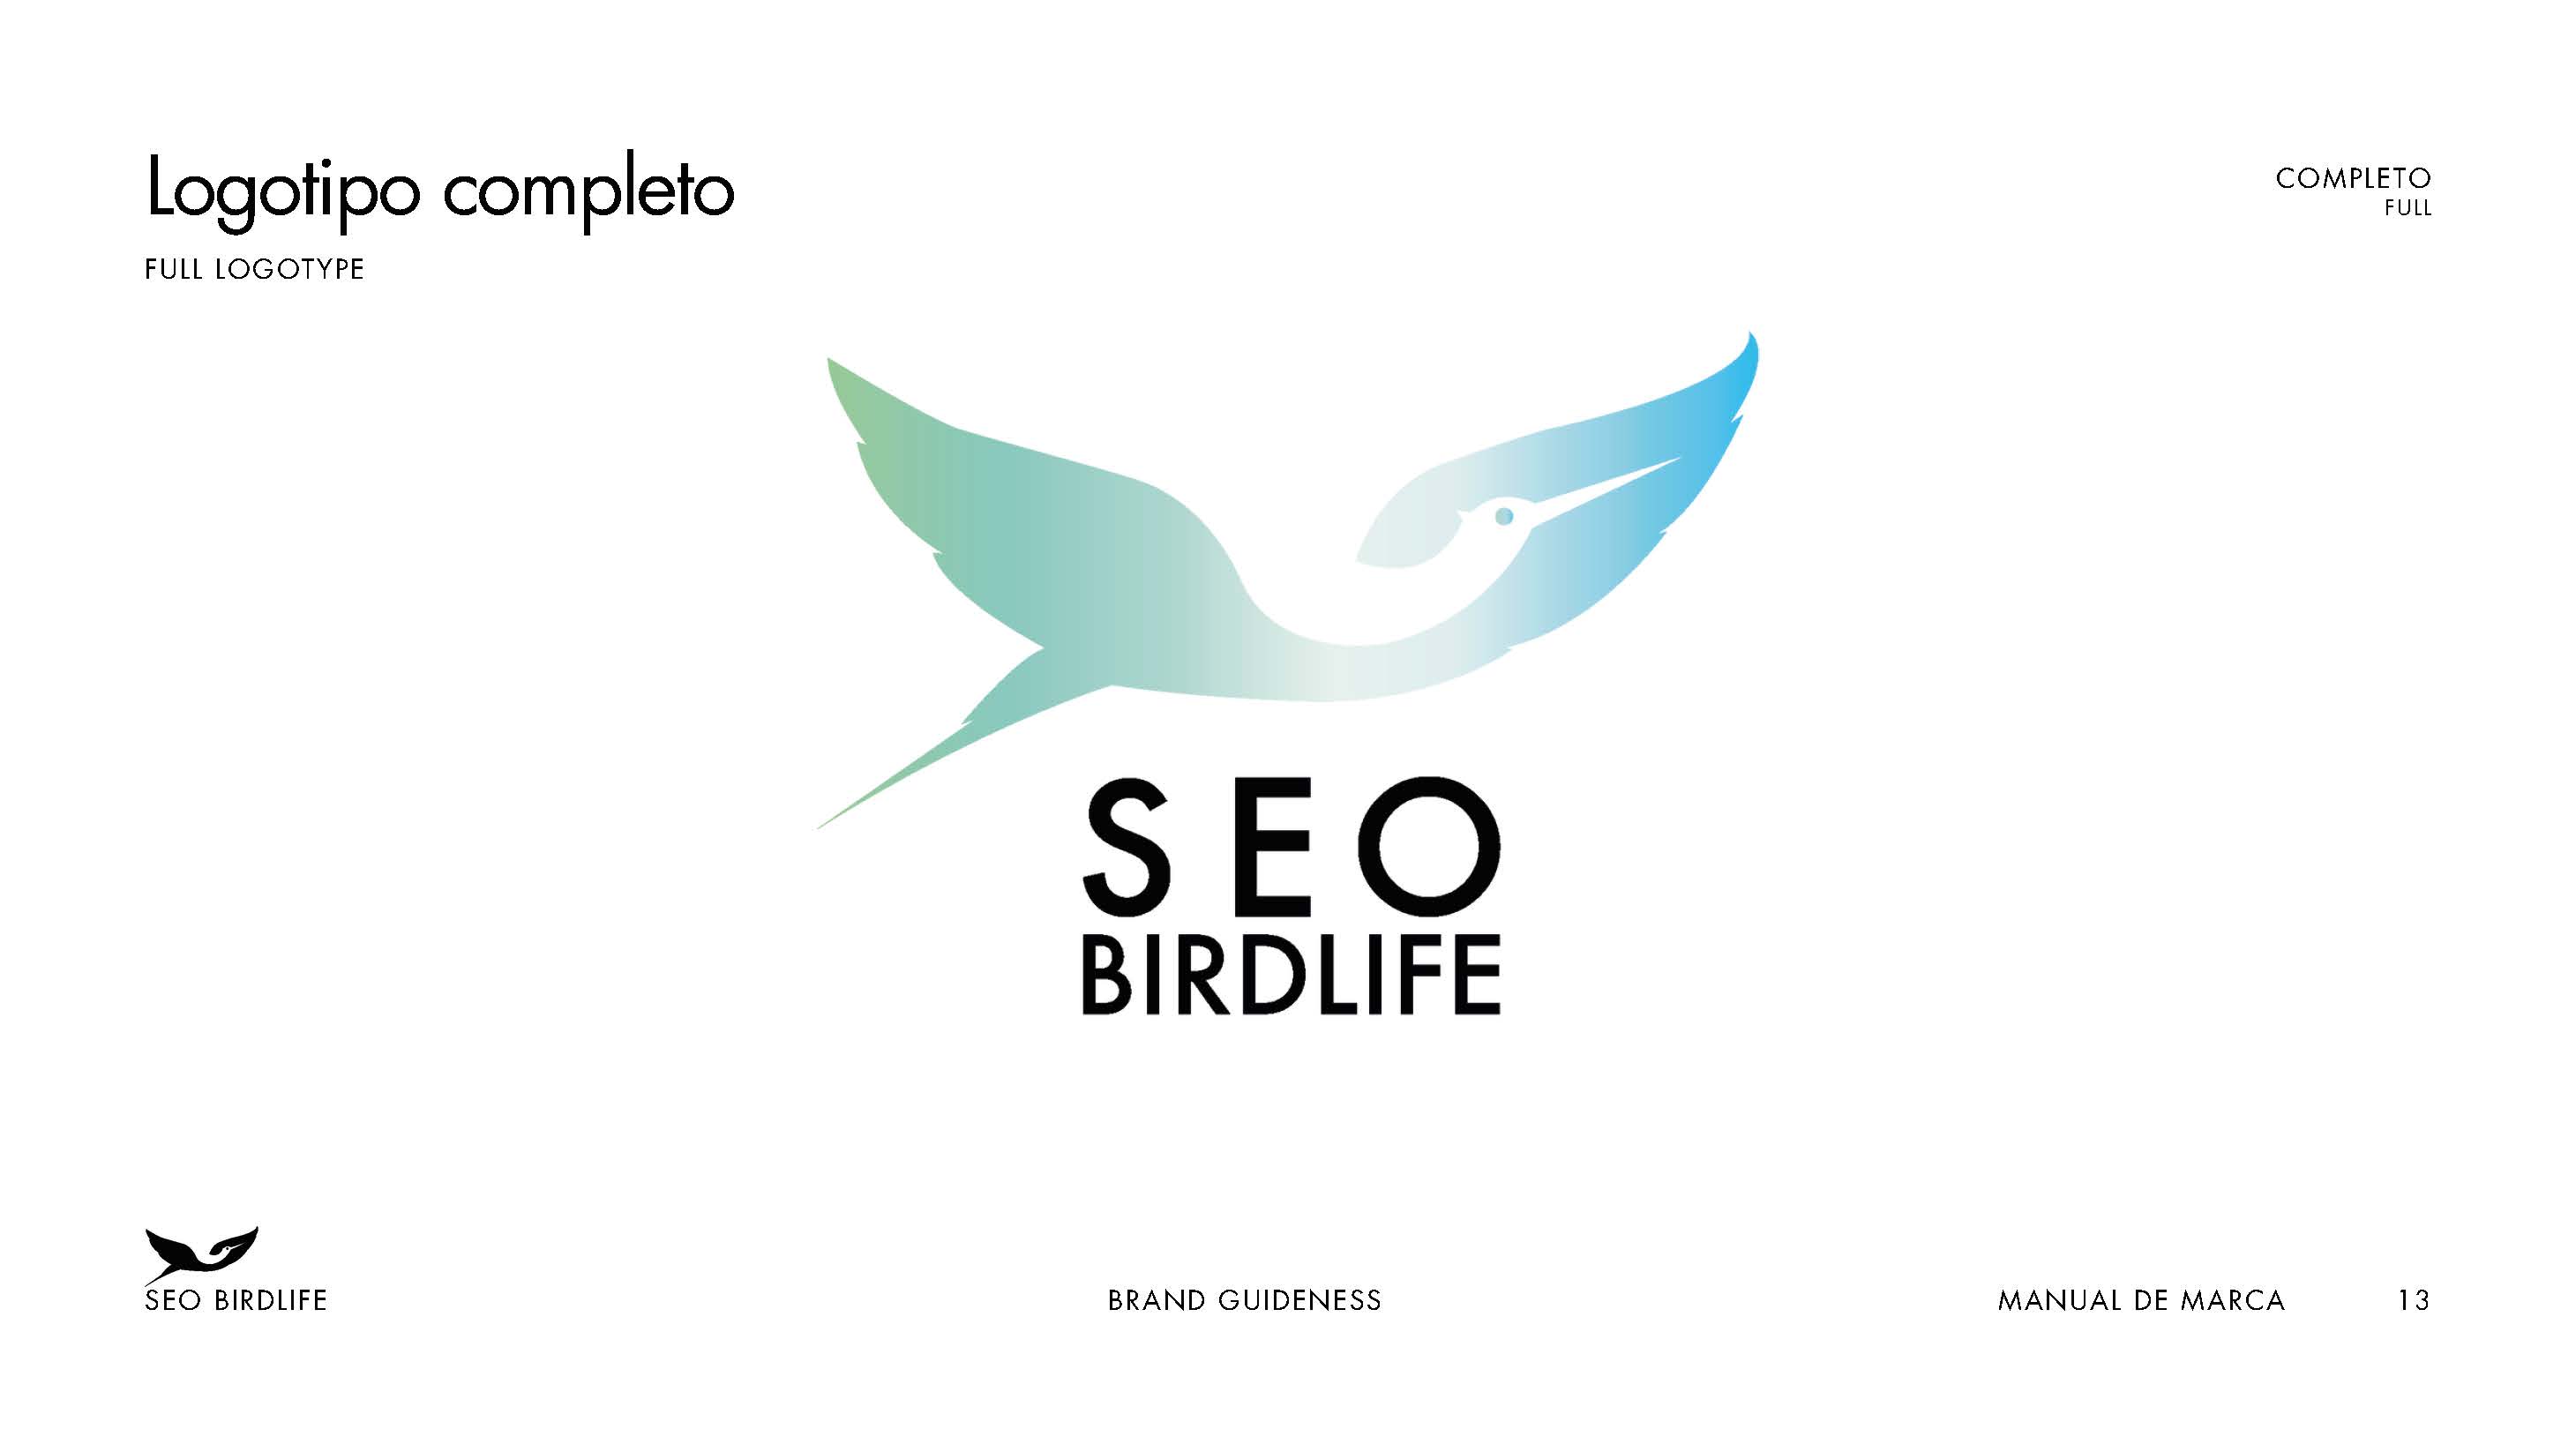 Logotipo completo
FULL LOGOTYPE
COMPLETO
FULL
SEO
BIRDLIFE
SEO BIRDLIFE
BRAND GUIDENESS
MANUAL DE MARCA
13